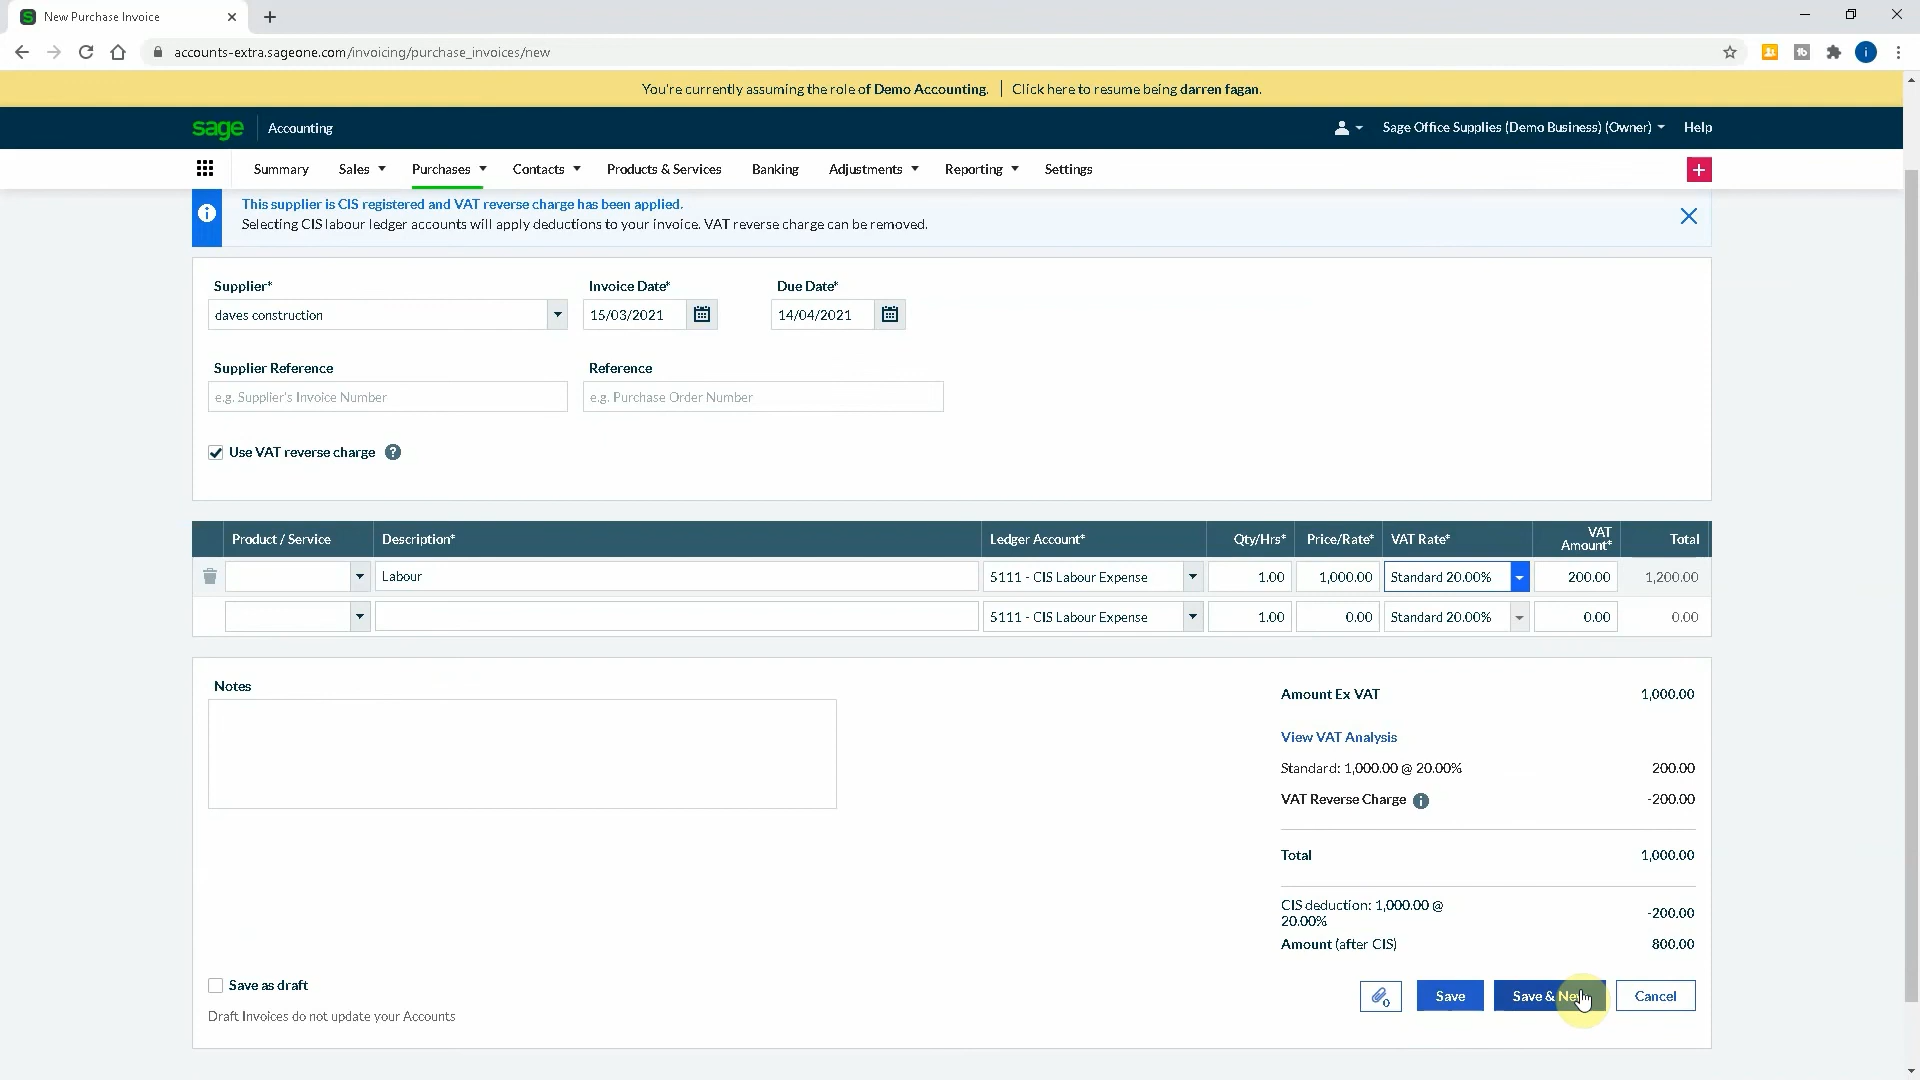 New Purchase Invoice
accounts-extra.sageone.com/invoicing/purchase_invoices/new
You're currently assuming the role of Demo Accounting. Click here to resume being darren fagan.
sage Accounting Sage Office Supplies (Demo Business) (Owner) Help
Summary Sales Purchases Contacts Products & Services Banking Adjustments Reporting Settings
This supplier is CIS registered and VAT reverse charge has been applied.
Selecting CIS labour ledger accounts will apply deductions to your invoice. VAT reverse charge can be removed.
Supplier* Invoice Date* Due Date*
daves construction 15/03/2021 14/04/2021
Supplier Reference Reference
e.g. Supplier's Invoice Number e.g. Purchase Order Number
Use VAT reverse charge ?
Product / Service Description* Ledger Account* Qty/Hrs* Price/Rate* VAT Rate* VAT Amount* Total
Labour 5111 - CIS Labour Expense 1.00 1,000.00 Standard 20.00% 200.00 1,200.00
5111 - CIS Labour Expense 1.00 0.00 Standard 20.00% 0.00 0.00
Notes
Amount Ex VAT 1,000.00
View VAT Analysis
Standard: 1,000.00 @ 20.00% 200.00
VAT Reverse Charge -200.00
Total 1,000.00
CIS deduction: 1,000.00 @ 20.00% -200.00
Amount (after CIS) 800.00
Save as draft
Draft Invoices do not update your Accounts
0 Save Save & New Cancel